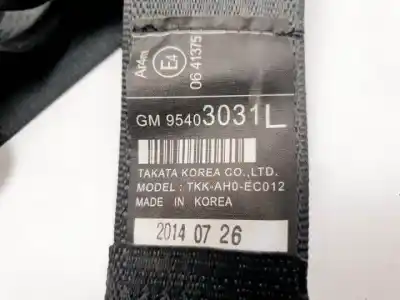 Ar4m
E4
06 41375
GM 95403031L
TAKATA KOREA CO.,LTD.
MODEL : TKK-AH0-EC012
MADE IN KOREA
2014 07 26